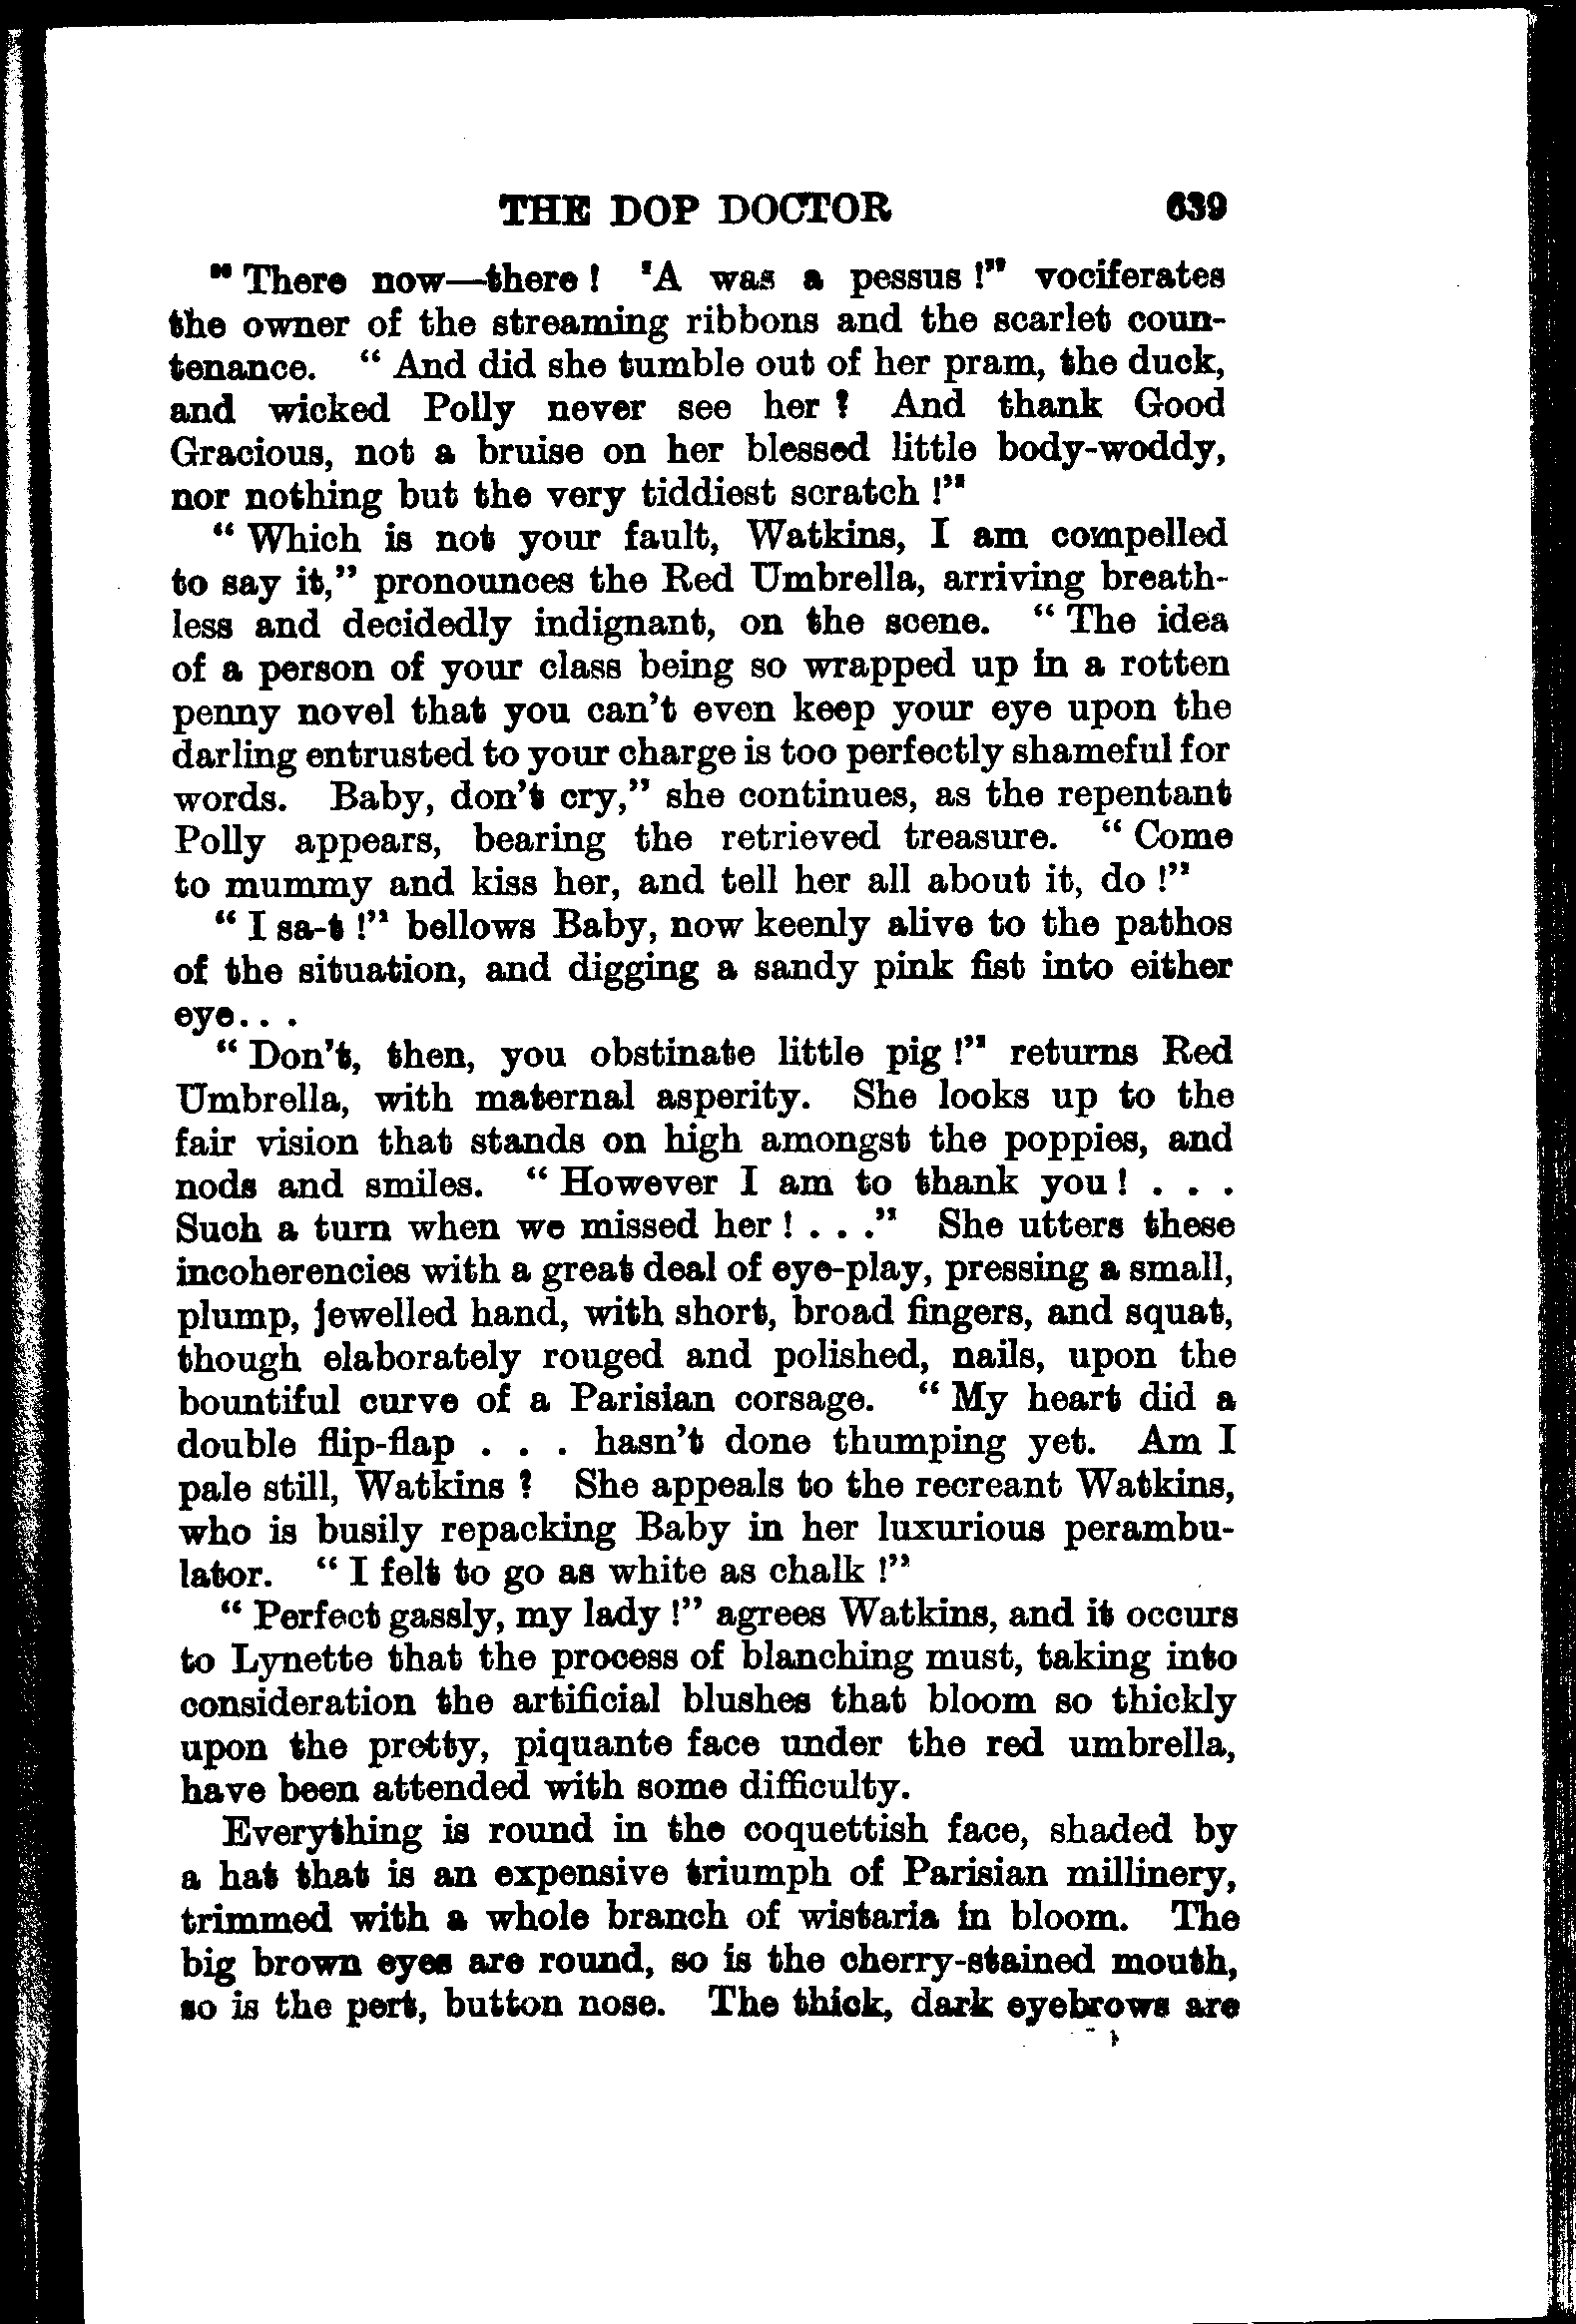 THE DOP DOCTOR 639
" There now—there ! 'A was a pessus !" vociferates
the owner of the streaming ribbons and the scarlet coun-
tenance. " And did she tumble out of her pram, the duck,
and wicked Polly never see her ? And thank Good
Gracious, not a bruise on her blessed little body-woddy,
nor nothing but the very tiddiest scratch !"
" Which is not your fault, Watkins, I am compelled
to say it," pronounces the Red Umbrella, arriving breath-
less and decidedly indignant, on the scene. " The idea
of a person of your class being so wrapped up in a rotten
penny novel that you can't even keep your eye upon the
darling entrusted to your charge is too perfectly shameful for
words. Baby, don't cry," she continues, as the repentant
Polly appears, bearing the retrieved treasure. " Come
to mummy and kiss her, and tell her all about it, do !"
" I sa-t !" bellows Baby, now keenly alive to the pathos
of the situation, and digging a sandy pink fist into either
eye. . .
" Don't, then, you obstinate little pig !" returns Red
Umbrella, with maternal asperity. She looks up to the
fair vision that stands on high amongst the poppies, and
nods and smiles. " However I am to thank you ! . . .
Such a turn when we missed her ! . . ." She utters these
incoherencies with a great deal of eye-play, pressing a small,
plump, jewelled hand, with short, broad fingers, and squat,
though elaborately rouged and polished, nails, upon the
bountiful curve of a Parisian corsage. " My heart did a
double flip-flap . . . hasn't done thumping yet. Am I
pale still, Watkins ? She appeals to the recreant Watkins,
who is busily repacking Baby in her luxurious perambu-
lator. " I felt to go as white as chalk !"
" Perfect gassly, my lady !" agrees Watkins, and it occurs
to Lynette that the process of blanching must, taking into
consideration the artificial blushes that bloom so thickly
upon the pretty, piquante face under the red umbrella,
have been attended with some difficulty.
Everything is round in the coquettish face, shaded by
a hat that is an expensive triumph of Parisian millinery,
trimmed with a whole branch of wistaria in bloom. The
big brown eyes are round, so is the cherry-stained mouth,
so is the pert, button nose. The thick, dark eyebrows are